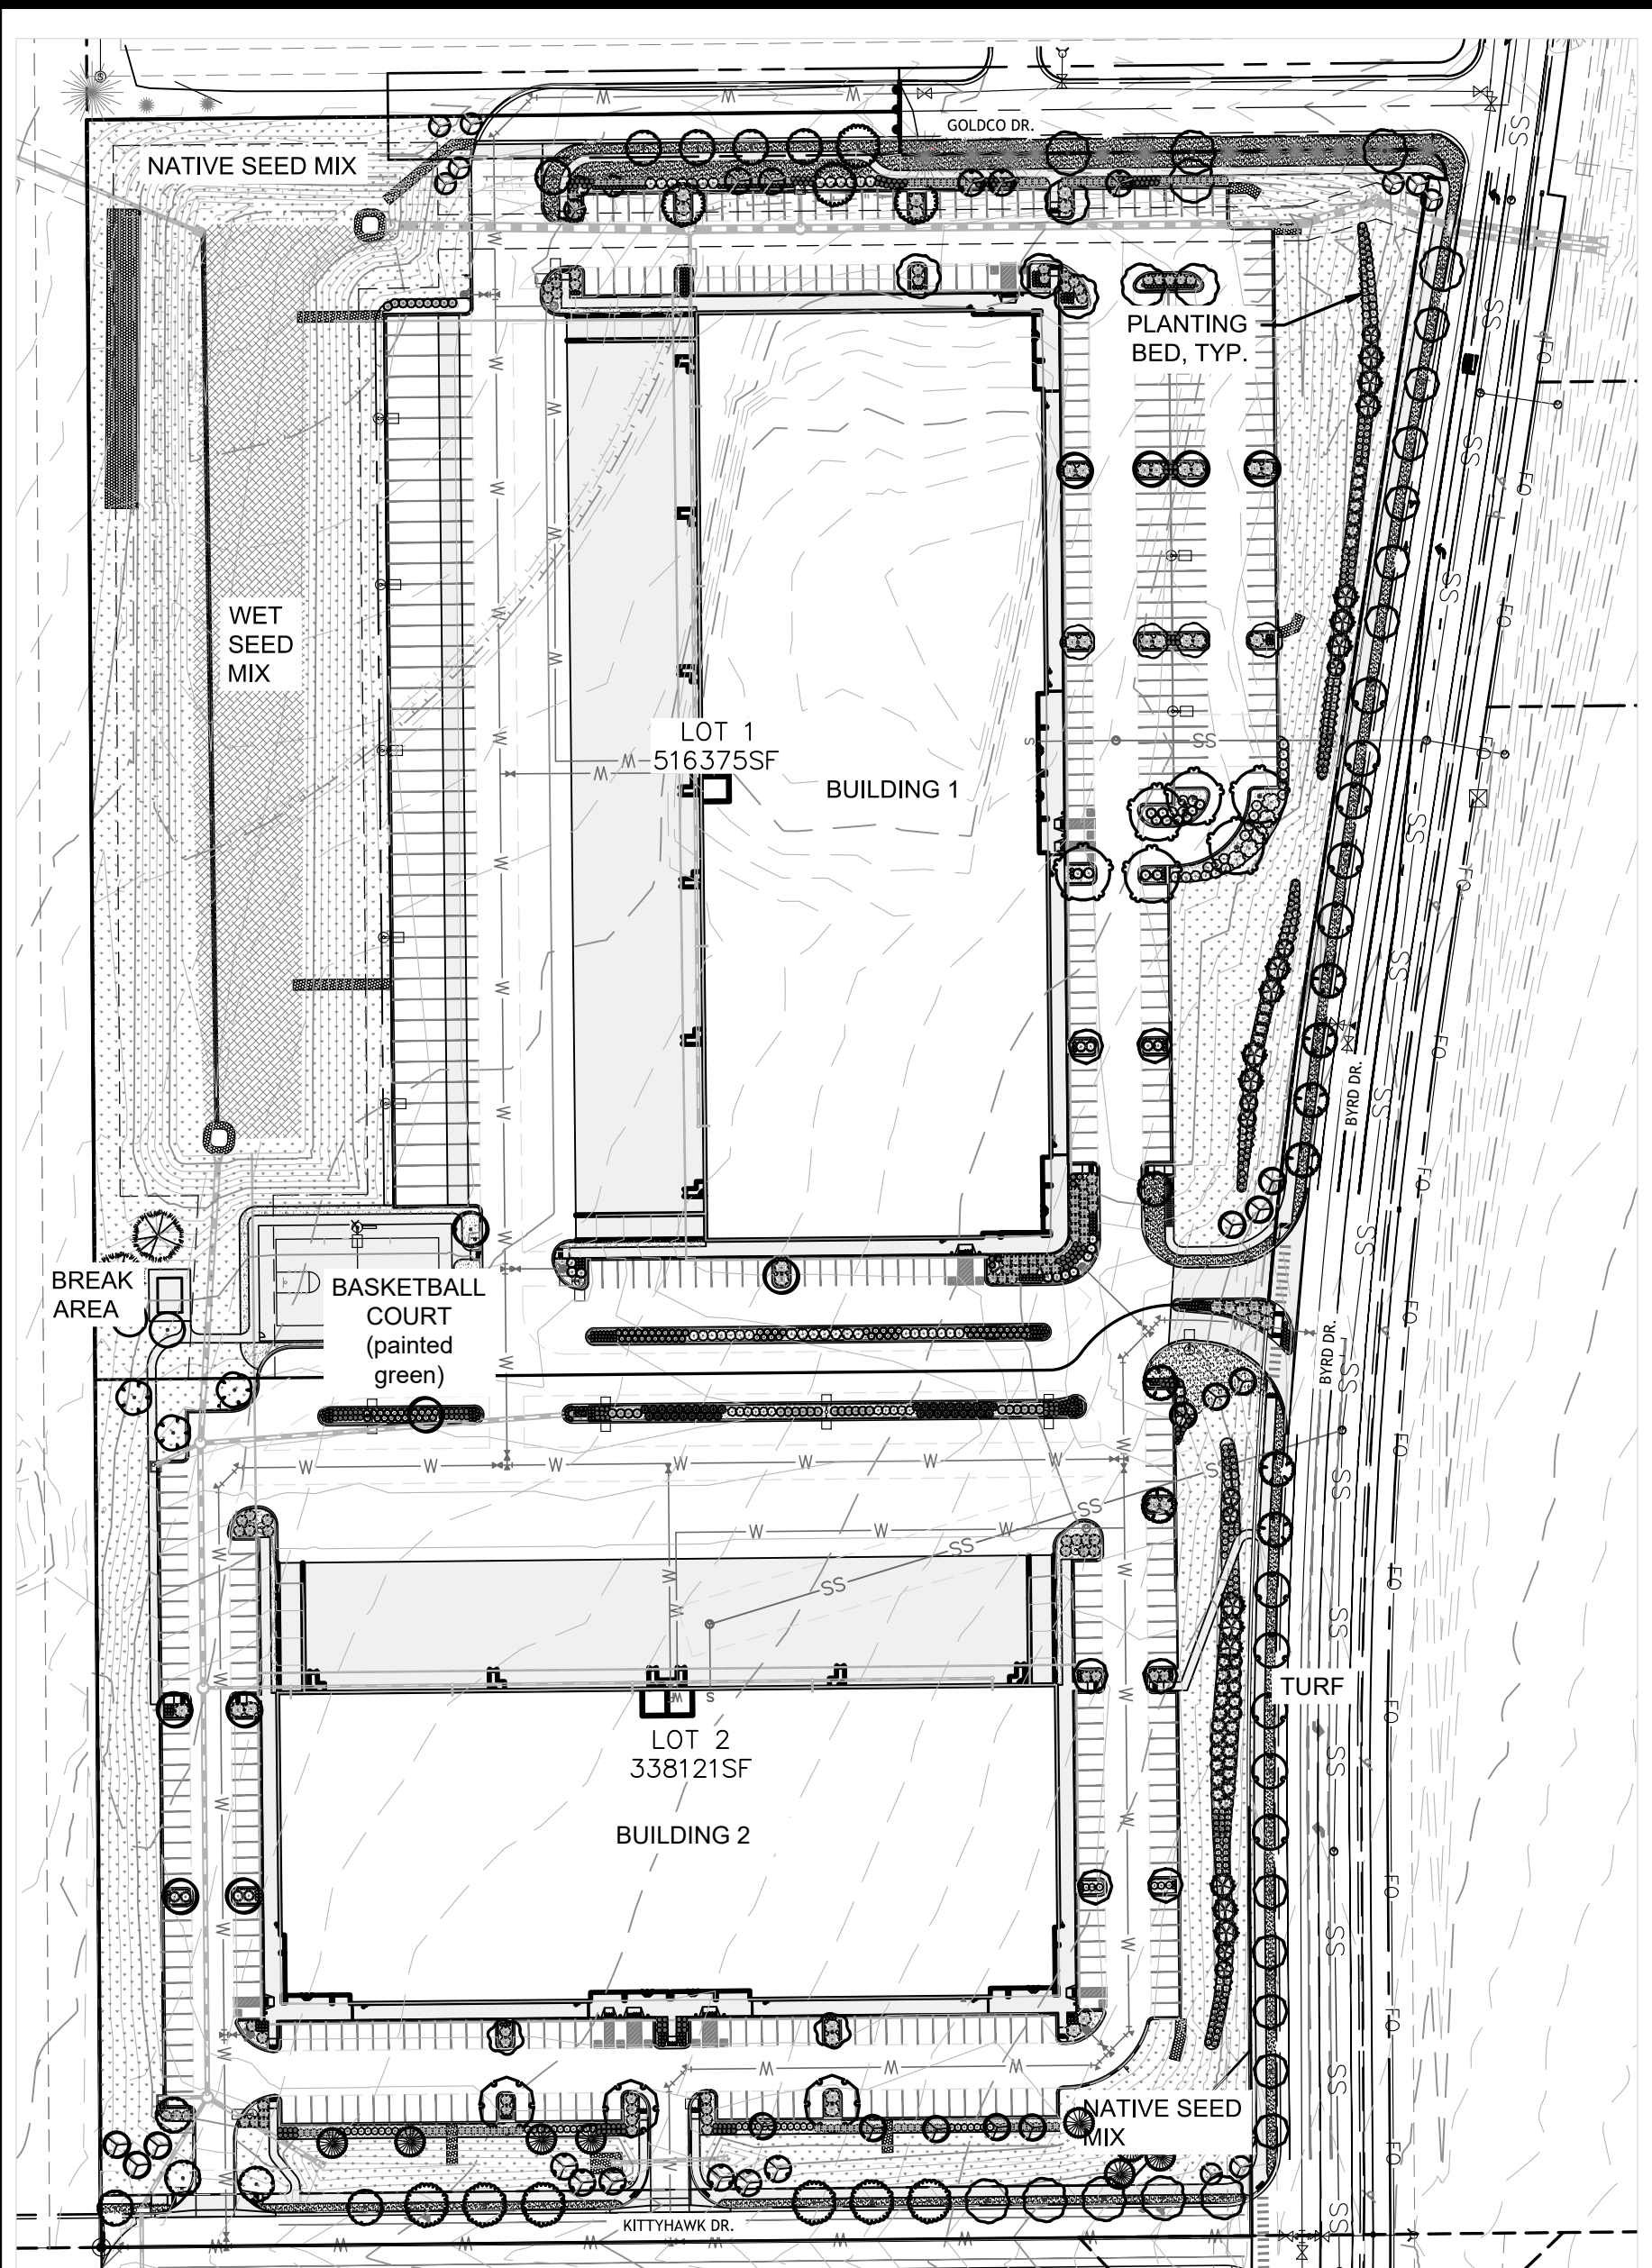 GOLDCO DR.
NATIVE SEED MIX
PLANTING
BED, TYP.
WET
SEED
MIX
LOT 1
516375SF
BUILDING 1
BYRD DR.
BREAK
AREA
BASKETBALL
COURT
(painted
green)
BYRD DR.
TURF
LOT 2
338121SF
BUILDING 2
NATIVE SEED
MIX
KITTYHAWK DR.